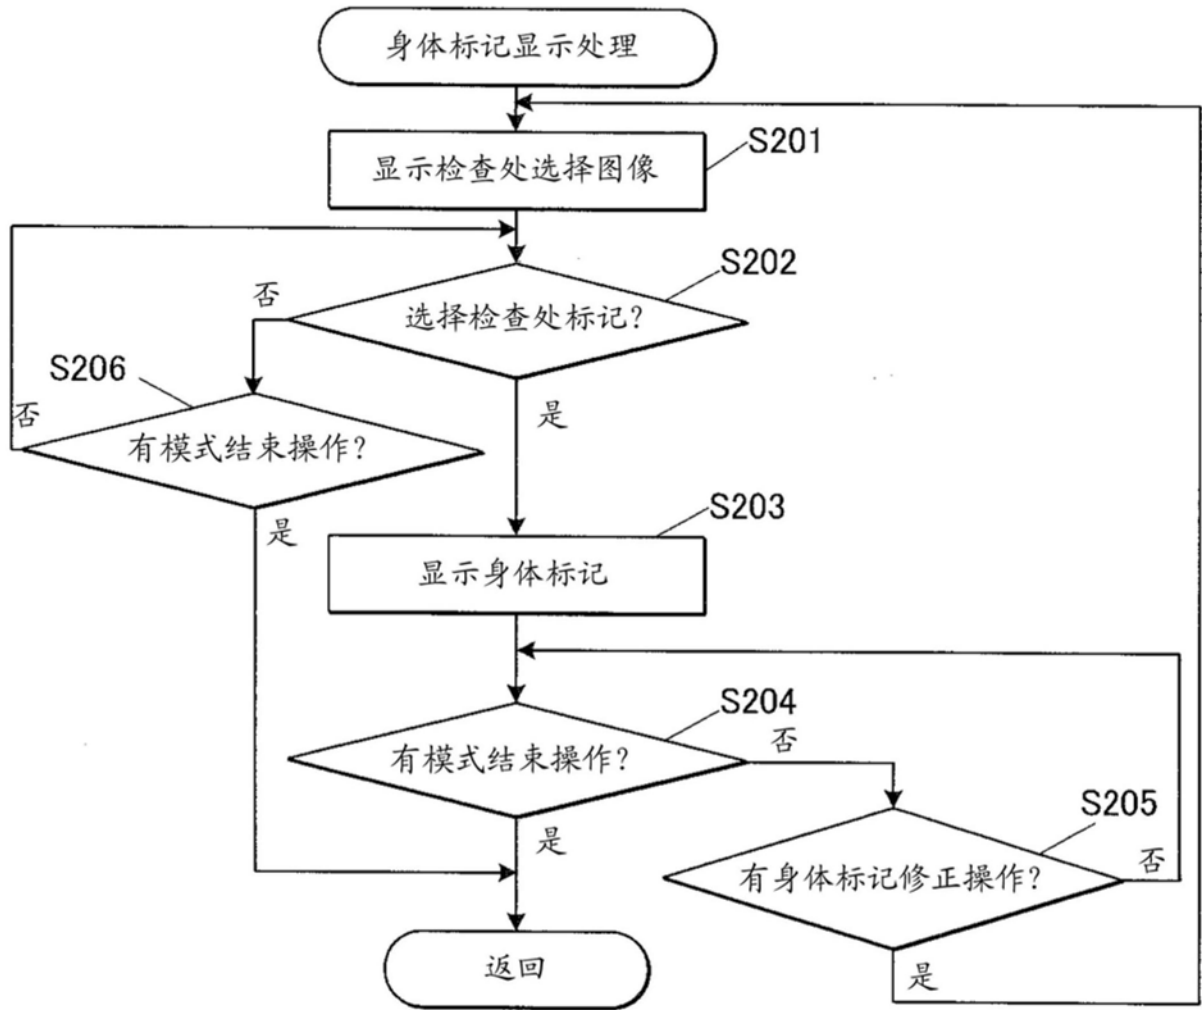 身体标记显示处理
S201
显示检查处选择图像
S202
否
选择检查处标记?
S206
否
是
有模式结束操作?
S203
是
显示身体标记
S204
否
有模式结束操作?
S205
是
否
有身体标记修正操作?
返回
是